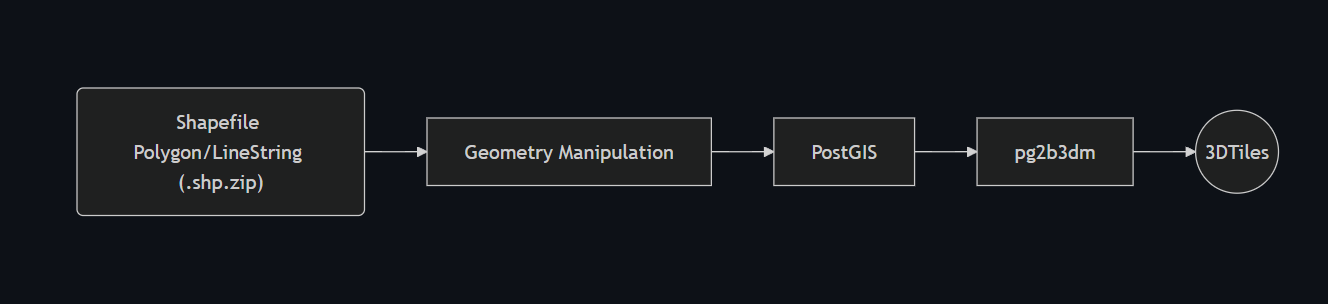 Shapefile
Polygon/LineString
(.shp.zip)
Geometry Manipulation
PostGIS
pg2b3dm
3DTiles